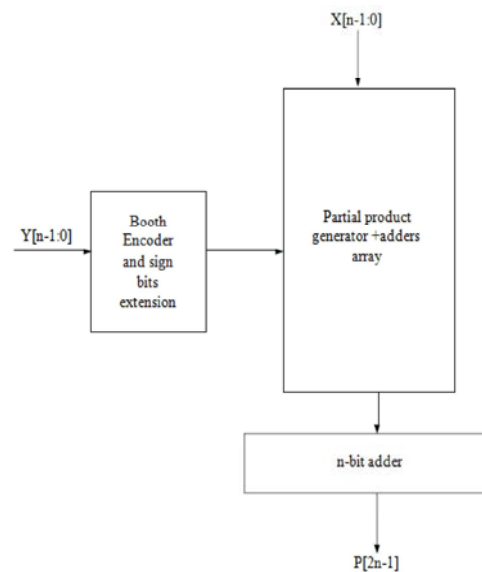 X[n-1:0]
Partial product
generator +adders
array
Y[n-1:0]
Booth
Encoder
and sign
bits
extension
n-bit adder
P[2n-1]